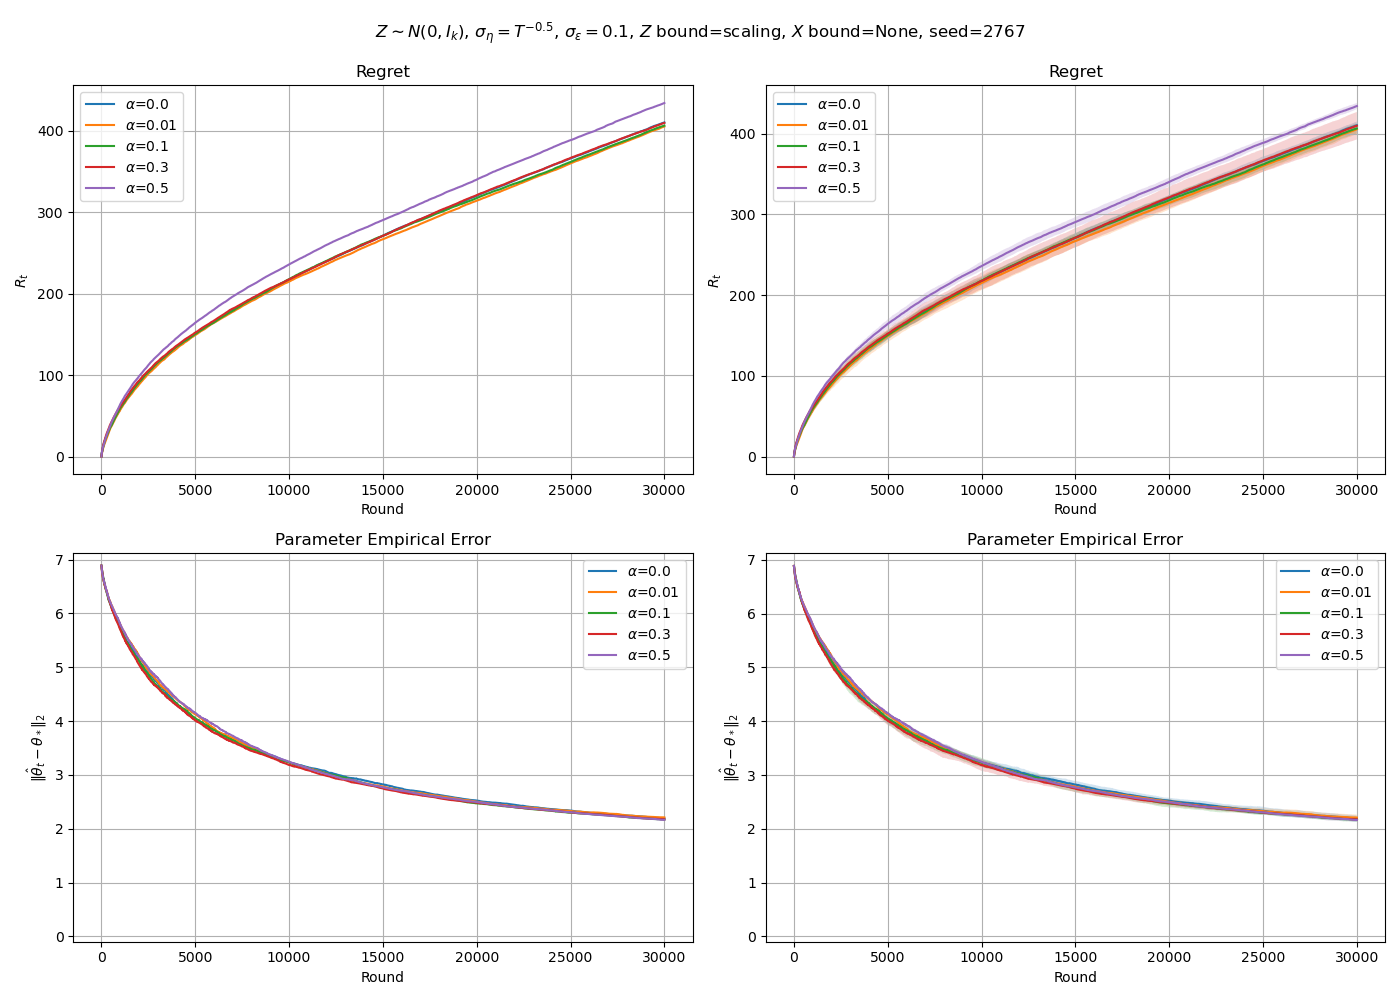 Z ~ N(0, I_k), σ_η = T^{-0.5}, σ_ε = 0.1, Z bound=scaling, X bound=None, seed=2767
Regret
R_t
400
300
200
100
0
α=0.0
α=0.01
α=0.1
α=0.3
α=0.5
0 5000 10000 15000 20000 25000 30000
Round
Regret
R_t
400
300
200
100
0
α=0.0
α=0.01
α=0.1
α=0.3
α=0.5
0 5000 10000 15000 20000 25000 30000
Round
Parameter Empirical Error
‖θ̂_t − θ_*‖₂
7
6
5
4
3
2
1
0
α=0.0
α=0.01
α=0.1
α=0.3
α=0.5
0 5000 10000 15000 20000 25000 30000
Round
Parameter Empirical Error
‖θ̂_t − θ_*‖₂
7
6
5
4
3
2
1
0
α=0.0
α=0.01
α=0.1
α=0.3
α=0.5
0 5000 10000 15000 20000 25000 30000
Round